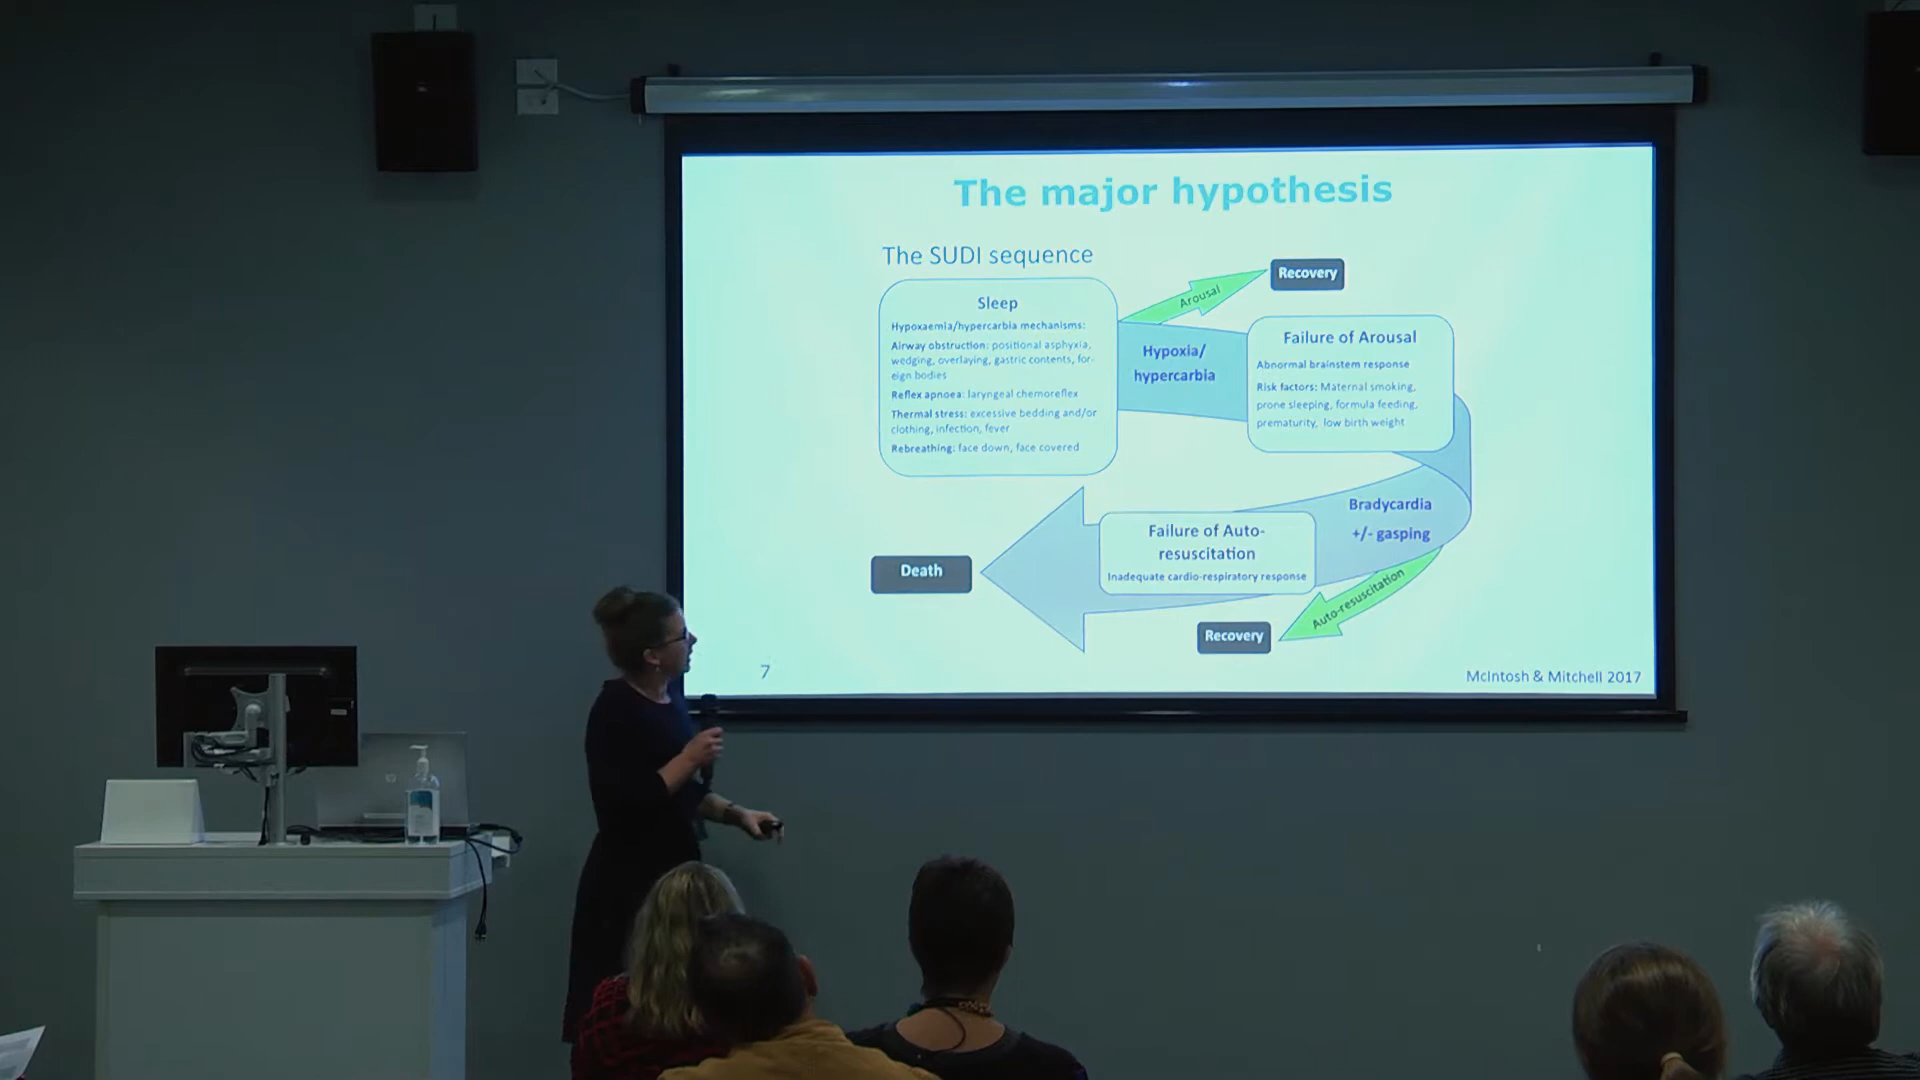 The major hypothesis
The SUDI sequence
Sleep
Hypoxaemia/hypercarbia mechanisms:
Airway obstruction: positional asphyxia,
wedging, overlaying, gastric contents, for-
eign bodies
Reflex apnoea: laryngeal chemoreflex
Thermal stress: excessive bedding and/or
clothing, infection, fever
Rebreathing: face down, face covered
Arousal
Recovery
Hypoxia/
hypercarbia
Failure of Arousal
Abnormal brainstem response
Risk factors: Maternal smoking,
prone sleeping, formula feeding,
prematurity, low birth weight
Bradycardia
+/- gasping
Auto-resuscitation
Recovery
Failure of Auto-
resuscitation
Inadequate cardio-respiratory response
Death
7
McIntosh & Mitchell 2017